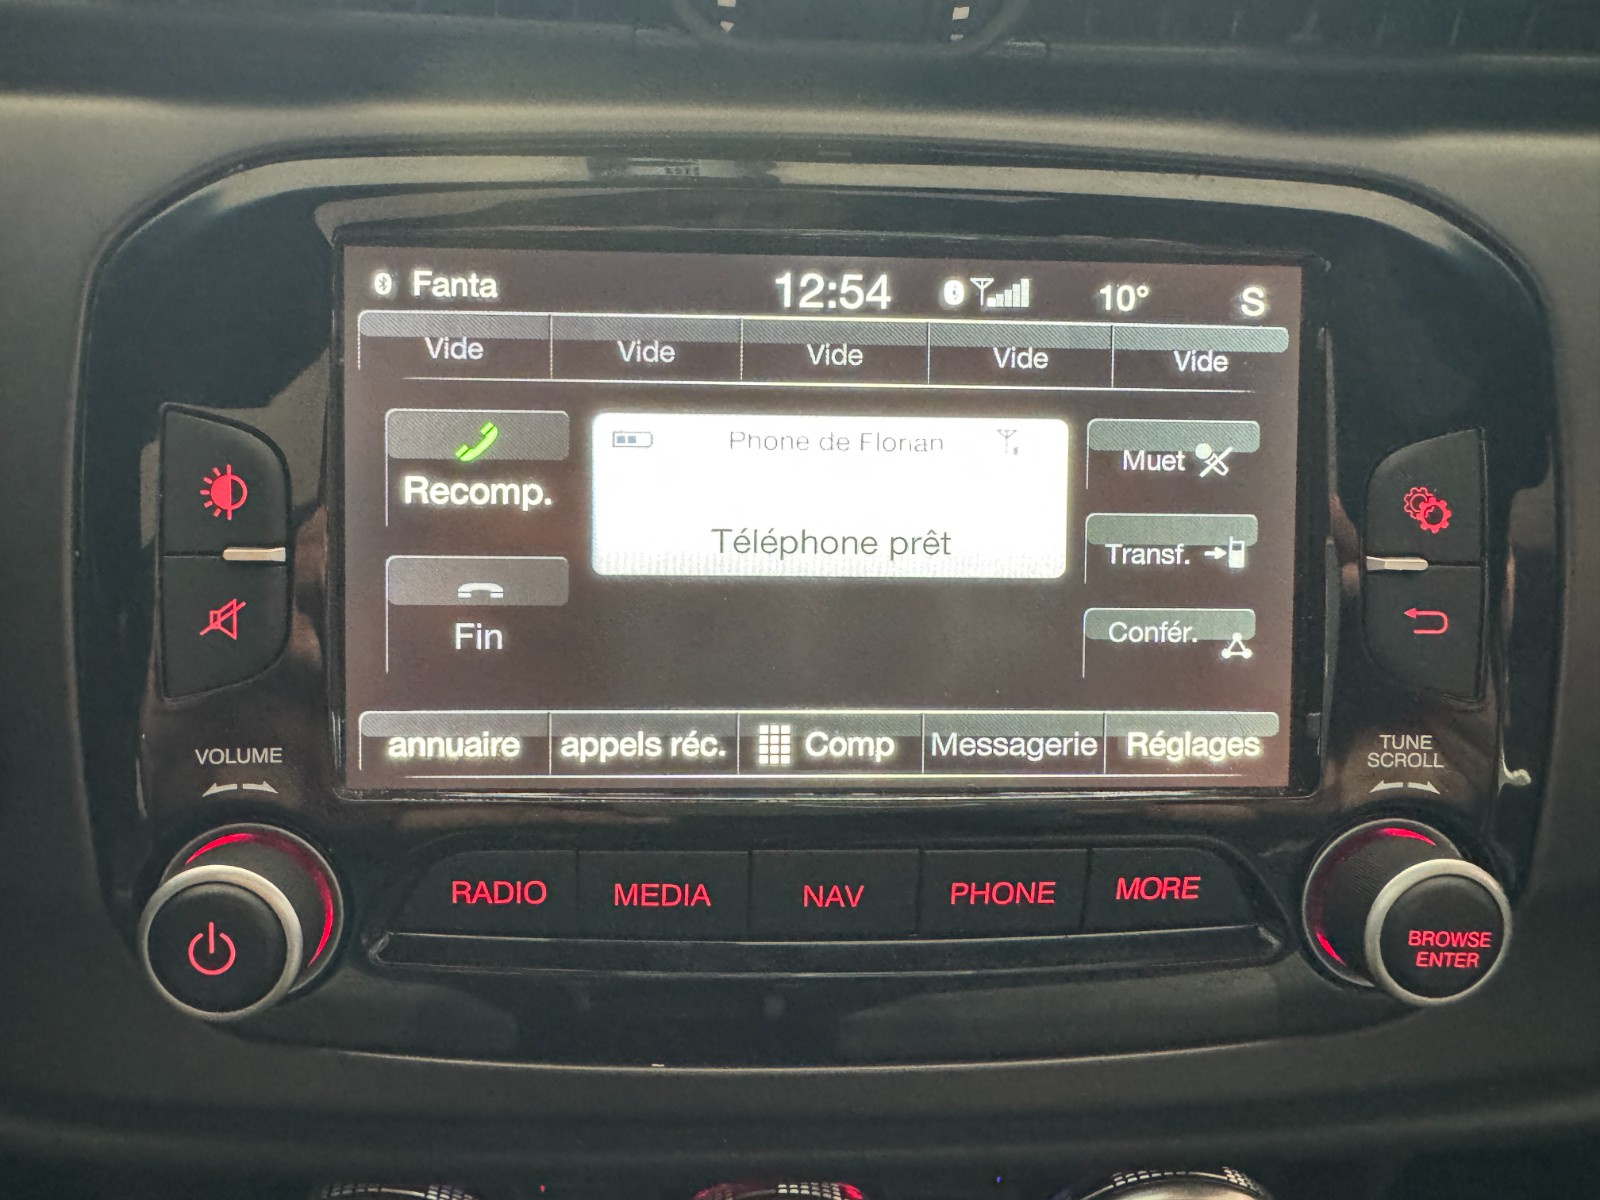 Fanta 12:54 10° S
Vide Vide Vide Vide Vide
Phone de Florian
Recomp.
Téléphone prêt
Muet
Transf.
Fin
Confér.
annuaire appels réc. Comp Messagerie Réglages
VOLUME
TUNE
SCROLL
RADIO MEDIA NAV PHONE MORE
BROWSE
ENTER